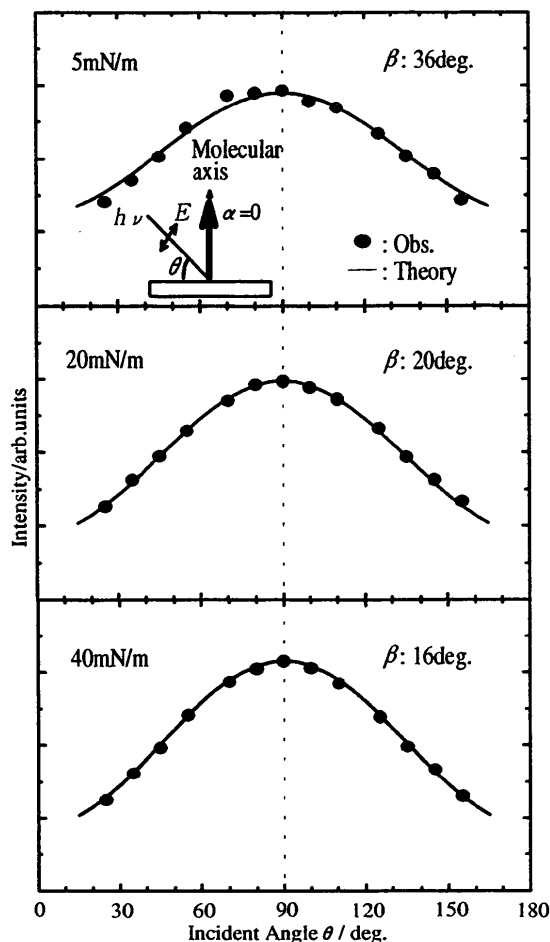 5mN/m
β: 36deg.
Molecular
axis
h ν
E
α=0
θ
: Obs.
: Theory
20mN/m
β: 20deg.
Intensity/arb.units
40mN/m
β: 16deg.
0 30 60 90 120 150 180
Incident Angle θ / deg.